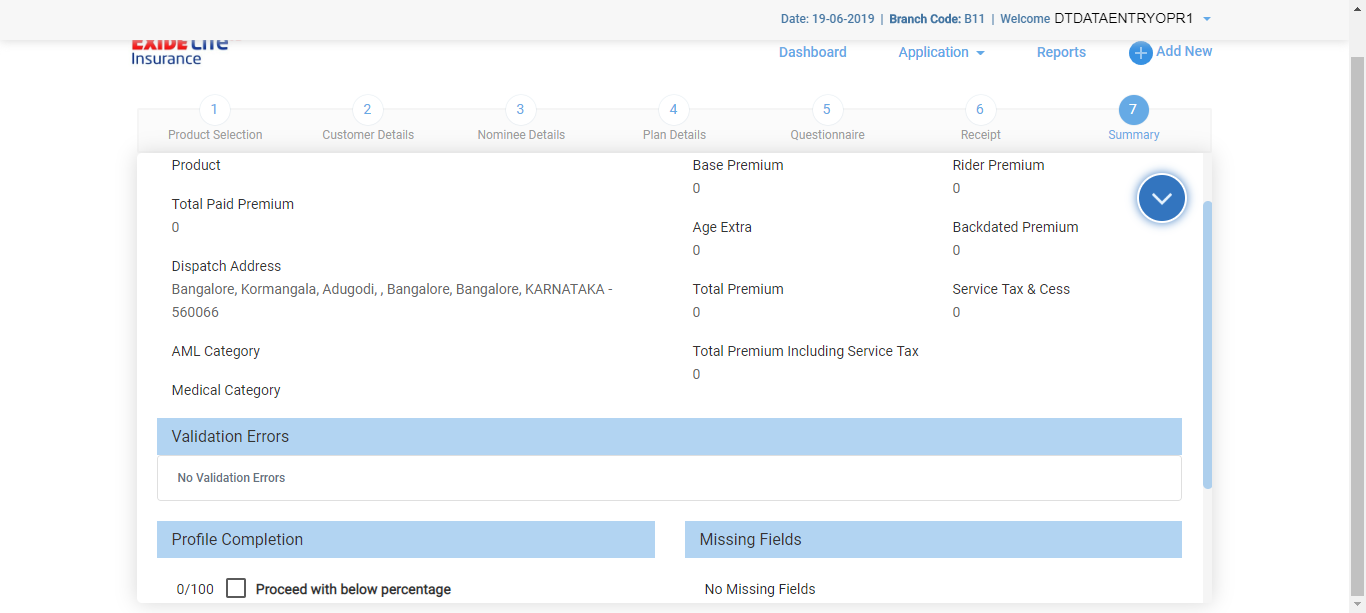 Date: 19-06-2019 | Branch Code: B11 | Welcome DTDATAENTRYOPR1
EXIDE Life
Insurance
Dashboard Application Reports + Add New
1 2 3 4 5 6 7
Product Selection Customer Details Nominee Details Plan Details Questionnaire Receipt Summary
Product Base Premium Rider Premium
0 0
Total Paid Premium
0 Age Extra Backdated Premium
0 0
Dispatch Address
Bangalore, Kormangala, Adugodi, , Bangalore, Bangalore, KARNATAKA - Total Premium Service Tax & Cess
560066 0 0
AML Category Total Premium Including Service Tax
0
Medical Category
Validation Errors
No Validation Errors
Profile Completion Missing Fields
0/100 Proceed with below percentage No Missing Fields